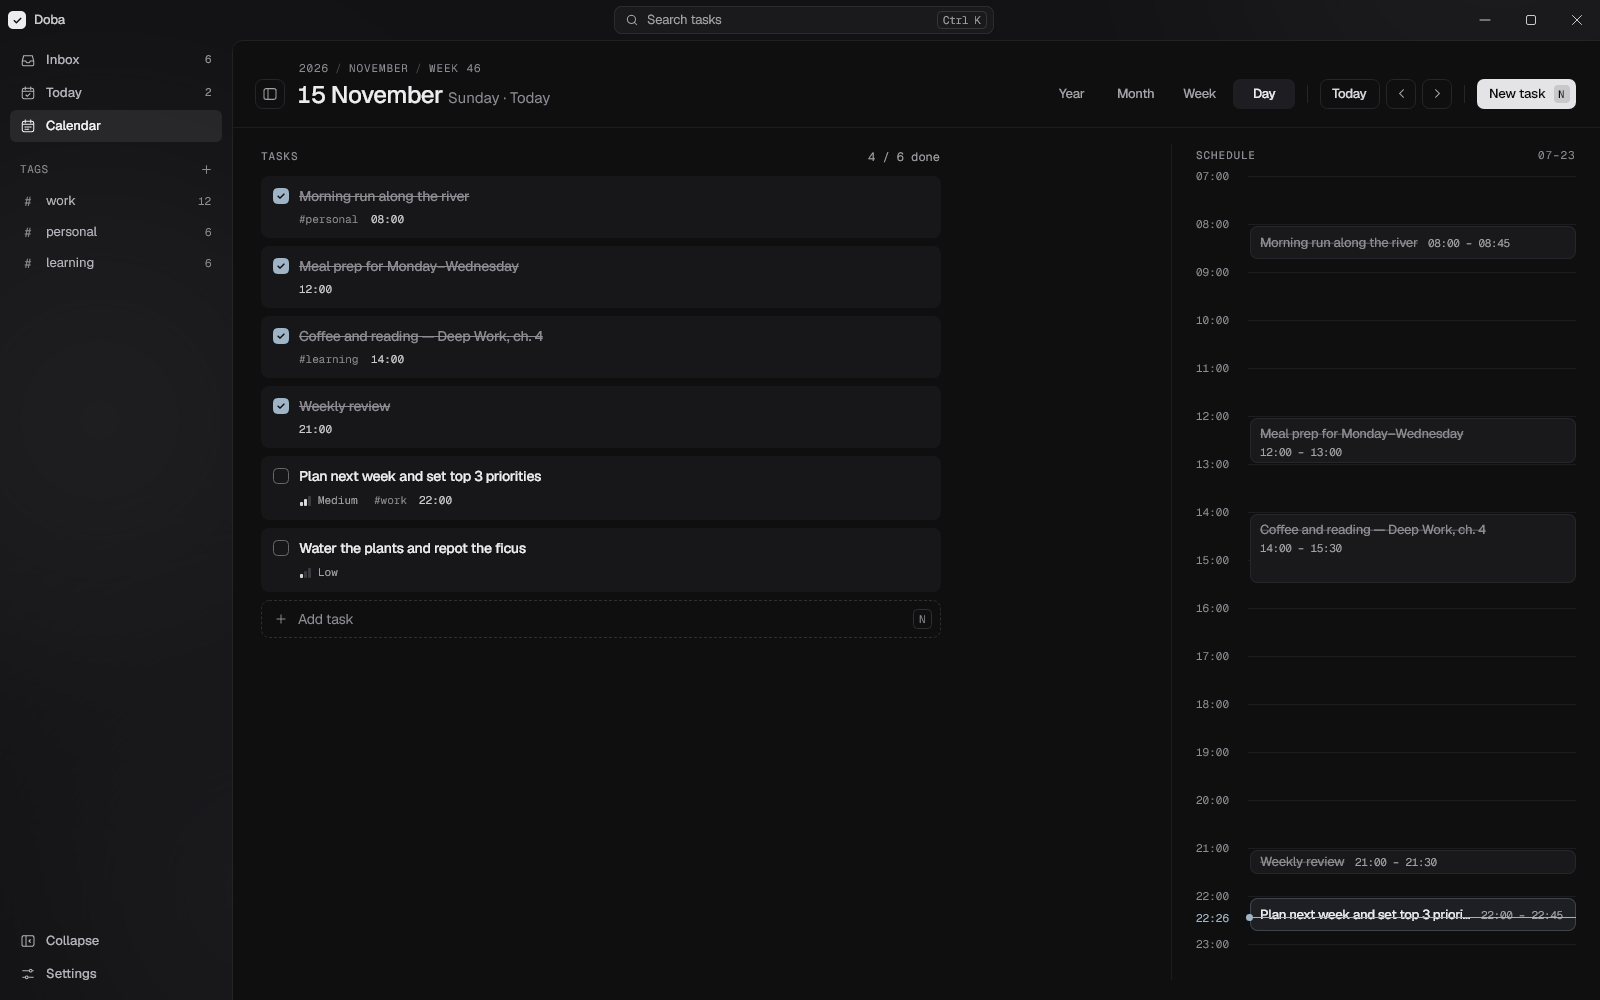 Doba
Search tasks
Ctrl K
Inbox 6
Today 2
Calendar
TAGS
# work 12
# personal 6
# learning 6
Collapse
Settings
2026 / NOVEMBER / WEEK 46
15 November Sunday · Today
Year
Month
Week
Day
Today
New task N
TASKS
4 / 6 done
Morning run along the river
#personal 08:00
Meal prep for Monday–Wednesday
12:00
Coffee and reading — Deep Work, ch. 4
#learning 14:00
Weekly review
21:00
Plan next week and set top 3 priorities
Medium #work 22:00
Water the plants and repot the ficus
Low
Add task N
SCHEDULE
07–23
07:00
08:00
Morning run along the river 08:00 – 08:45
09:00
10:00
11:00
12:00
Meal prep for Monday–Wednesday
12:00 – 13:00
13:00
14:00
Coffee and reading — Deep Work, ch. 4
14:00 – 15:30
15:00
16:00
17:00
18:00
19:00
20:00
21:00
Weekly review 21:00 – 21:30
22:00
Plan next week and set top 3 priori... 22:00 – 22:45
22:26
23:00